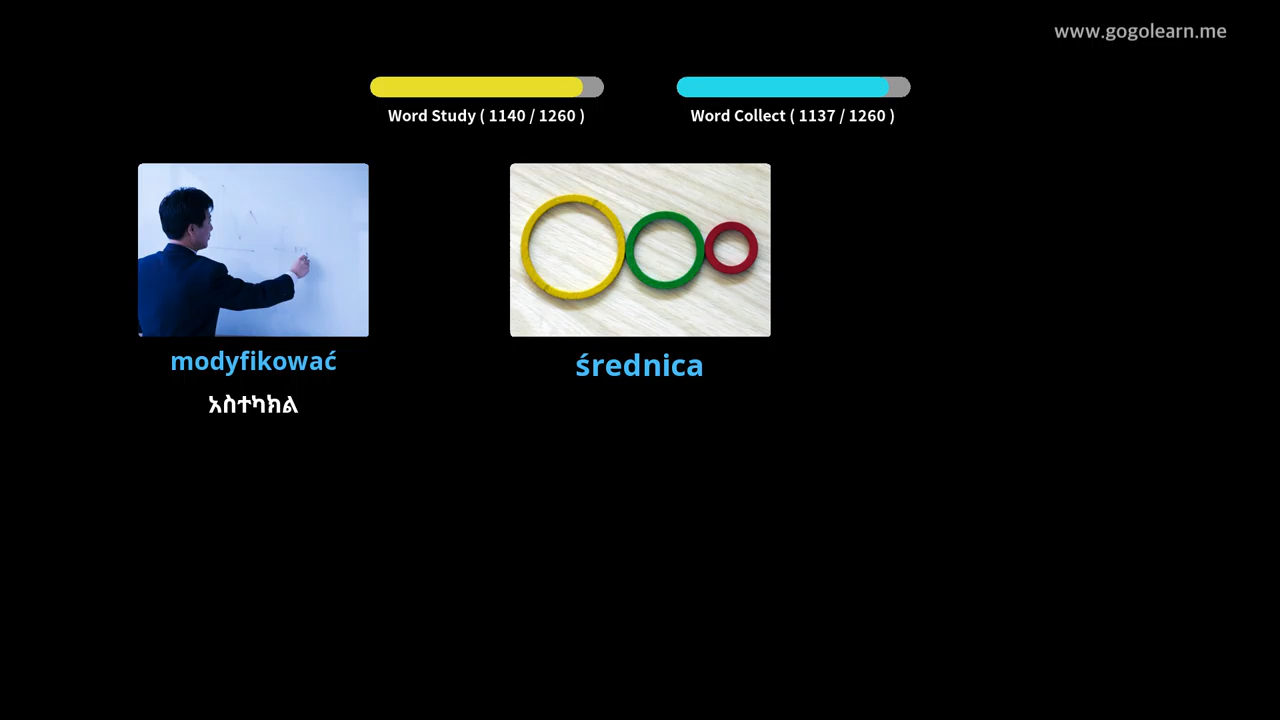 www.gogolearn.me
Word Study ( 1140 / 1260 )
Word Collect ( 1137 / 1260 )
modyfikować
አስተካክል
średnica